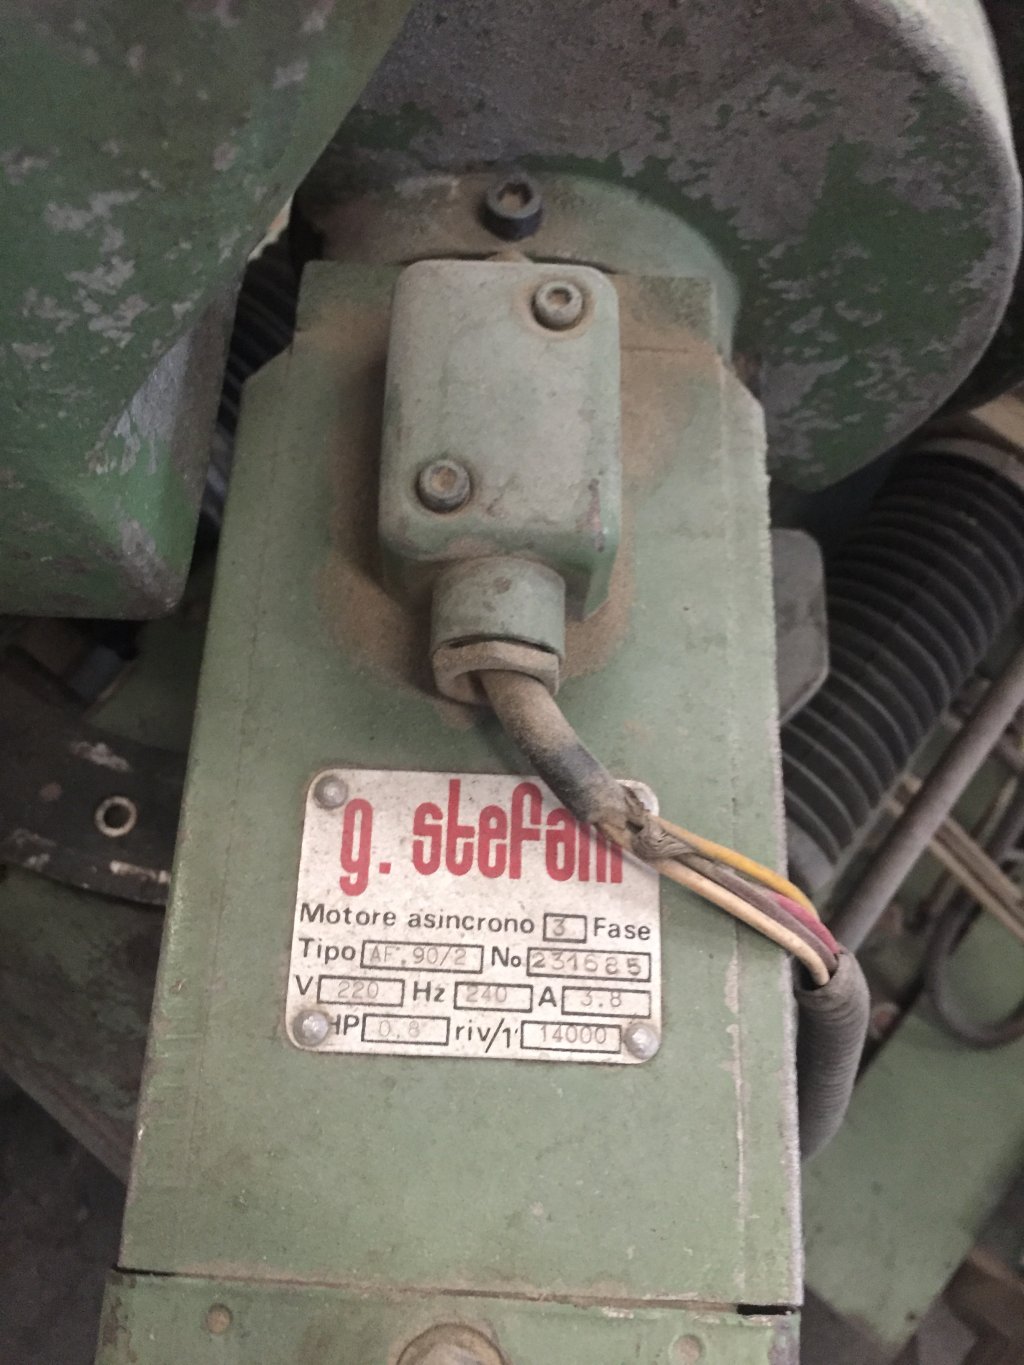 g. stefani
Motore asincrono 3 Fase
Tipo AF. 90/2 No 231685
V 220 Hz 240 A 3.8
HP 0.8 riv/1' 14000